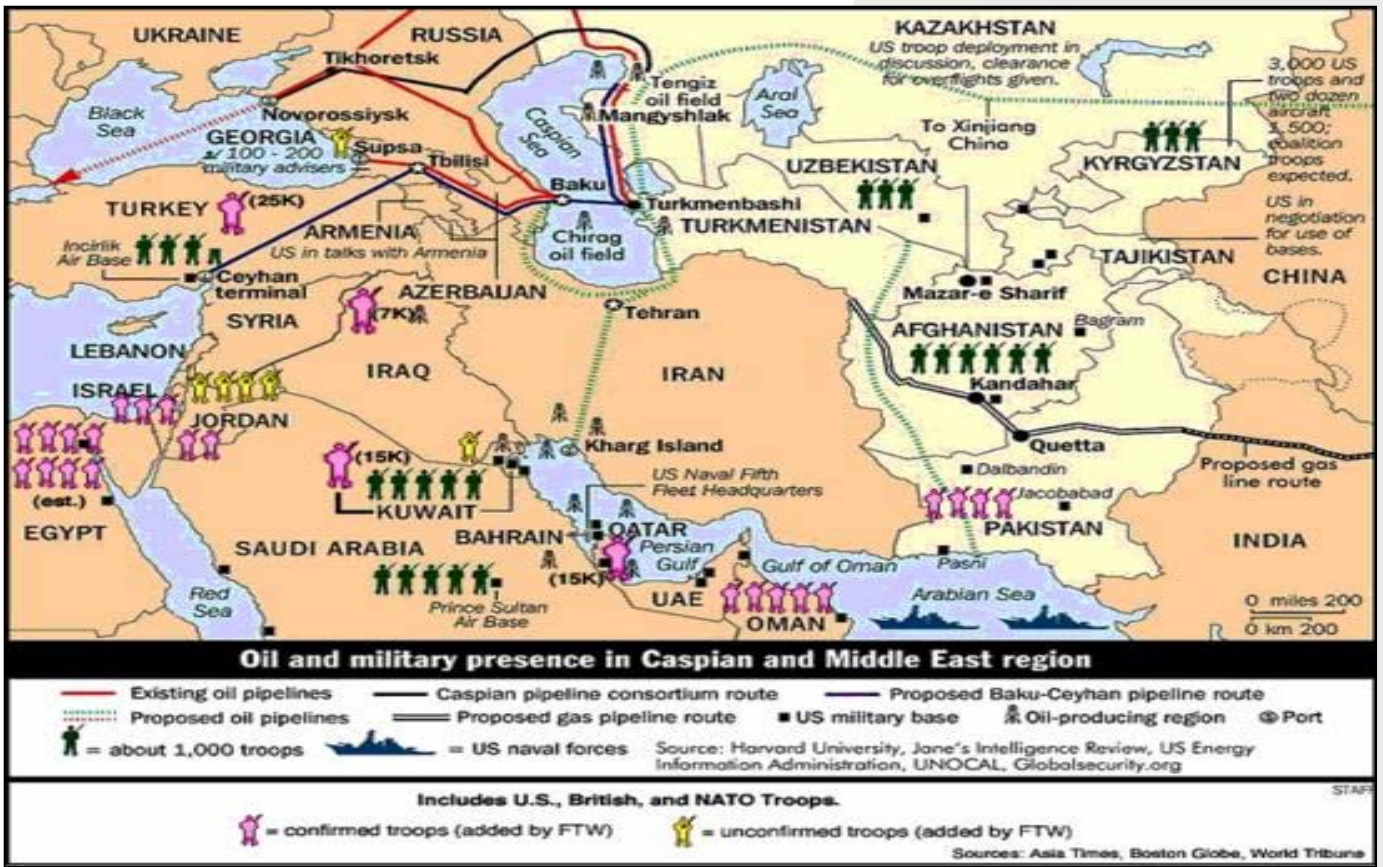 UKRAINE
RUSSIA
KAZAKHSTAN
US troop deployment in
discussion, clearance
for overflights given.
3,000 US
troops and
two dozen
aircraft
1,500;
coalition
troops
expected.
Tikhoretsk
Black
Sea
Novorossiysk
Caspian
Sea
Tengiz
oil field
Mangyshlak
Aral
Sea
To Xinjiang
China
KYRGYZSTAN
GEORGIA
100 - 200
military advisers
Supsa
Tbilisi
UZBEKISTAN
Baku
Turkmenbashi
TURKMENISTAN
US in
negotiation
for use of
bases.
TURKEY
(25K)
ARMENIA
US in talks with Armenia
Chirag
oil field
TAJIKISTAN
CHINA
Incirlik
Air Base
Ceyhan
terminal
AZERBAIJAN
(7K)
Tehran
Mazar-e Sharif
SYRIA
AFGHANISTAN
Bagram
LEBANON
IRAQ
IRAN
Kandahar
ISRAEL
JORDAN
Kharg Island
Quetta
(15K)
US Naval Fifth
Fleet Headquarters
Dalbandin
Proposed gas
line route
(est.)
KUWAIT
Jacobabad
EGYPT
BAHRAIN
QATAR
PAKISTAN
INDIA
SAUDI ARABIA
Persian
Gulf
Gulf of Oman
Pasni
(15K)
Red
Sea
Prince Sultan
Air Base
UAE
OMAN
Arabian Sea
0 miles 200
0 km 200
Oil and military presence in Caspian and Middle East region
Existing oil pipelines
Caspian pipeline consortium route
Proposed Baku-Ceyhan pipeline route
Proposed oil pipelines
Proposed gas pipeline route
US military base
Oil-producing region
Port
= about 1,000 troops
= US naval forces
Source: Harvard University, Jane's Intelligence Review, US Energy
Information Administration, UNOCAL, Globalsecurity.org
STAFF
Includes U.S., British, and NATO Troops.
= confirmed troops (added by FTW)
= unconfirmed troops (added by FTW)
Sources: Asia Times, Boston Globe, World Tribune